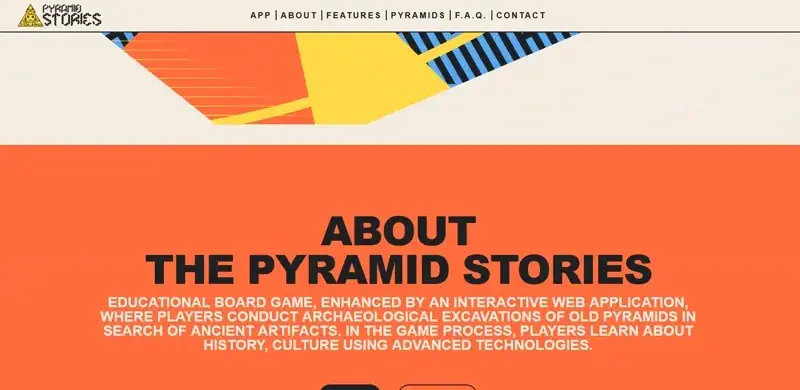 PYRAMID
STORIES
APP | ABOUT | FEATURES | PYRAMIDS | F.A.Q. | CONTACT
ABOUT
THE PYRAMID STORIES
EDUCATIONAL BOARD GAME, ENHANCED BY AN INTERACTIVE WEB APPLICATION,
WHERE PLAYERS CONDUCT ARCHAEOLOGICAL EXCAVATIONS OF OLD PYRAMIDS IN
SEARCH OF ANCIENT ARTIFACTS. IN THE GAME PROCESS, PLAYERS LEARN ABOUT
HISTORY, CULTURE USING ADVANCED TECHNOLOGIES.